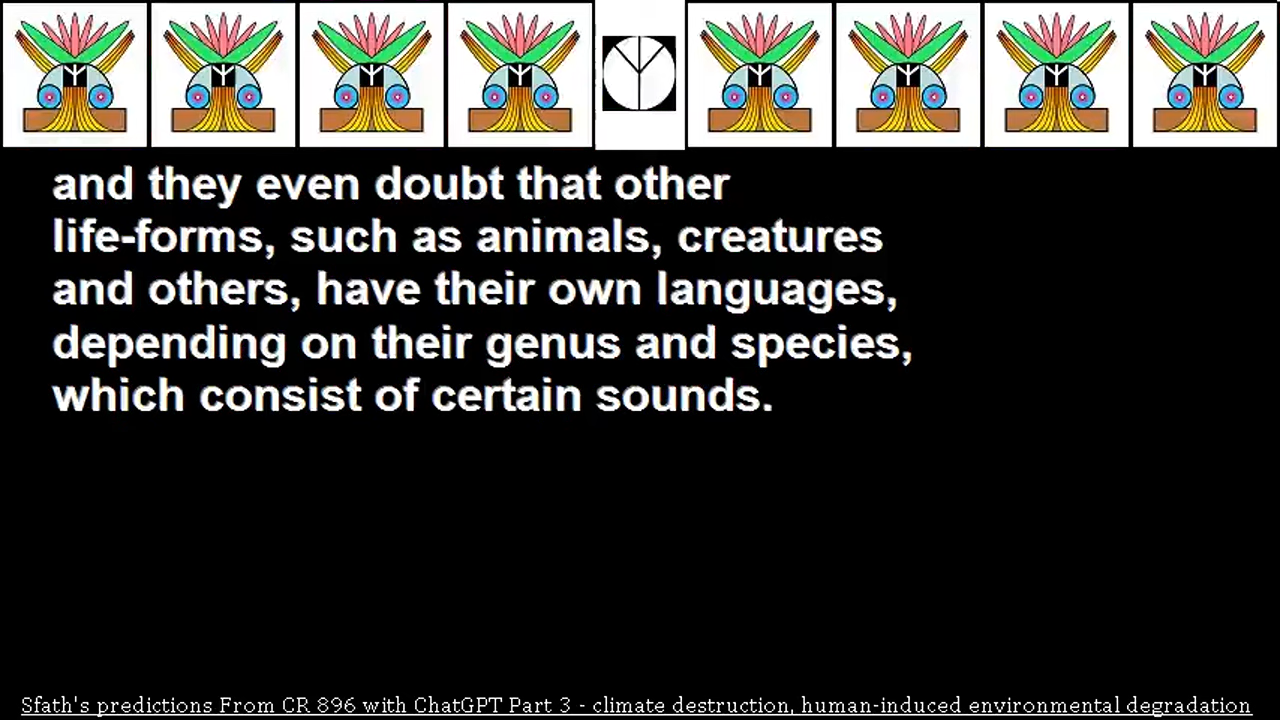 and they even doubt that other
life-forms, such as animals, creatures
and others, have their own languages,
depending on their genus and species,
which consist of certain sounds.
Sfath's predictions From CR 896 with ChatGPT Part 3 - climate destruction, human-induced environmental degradation